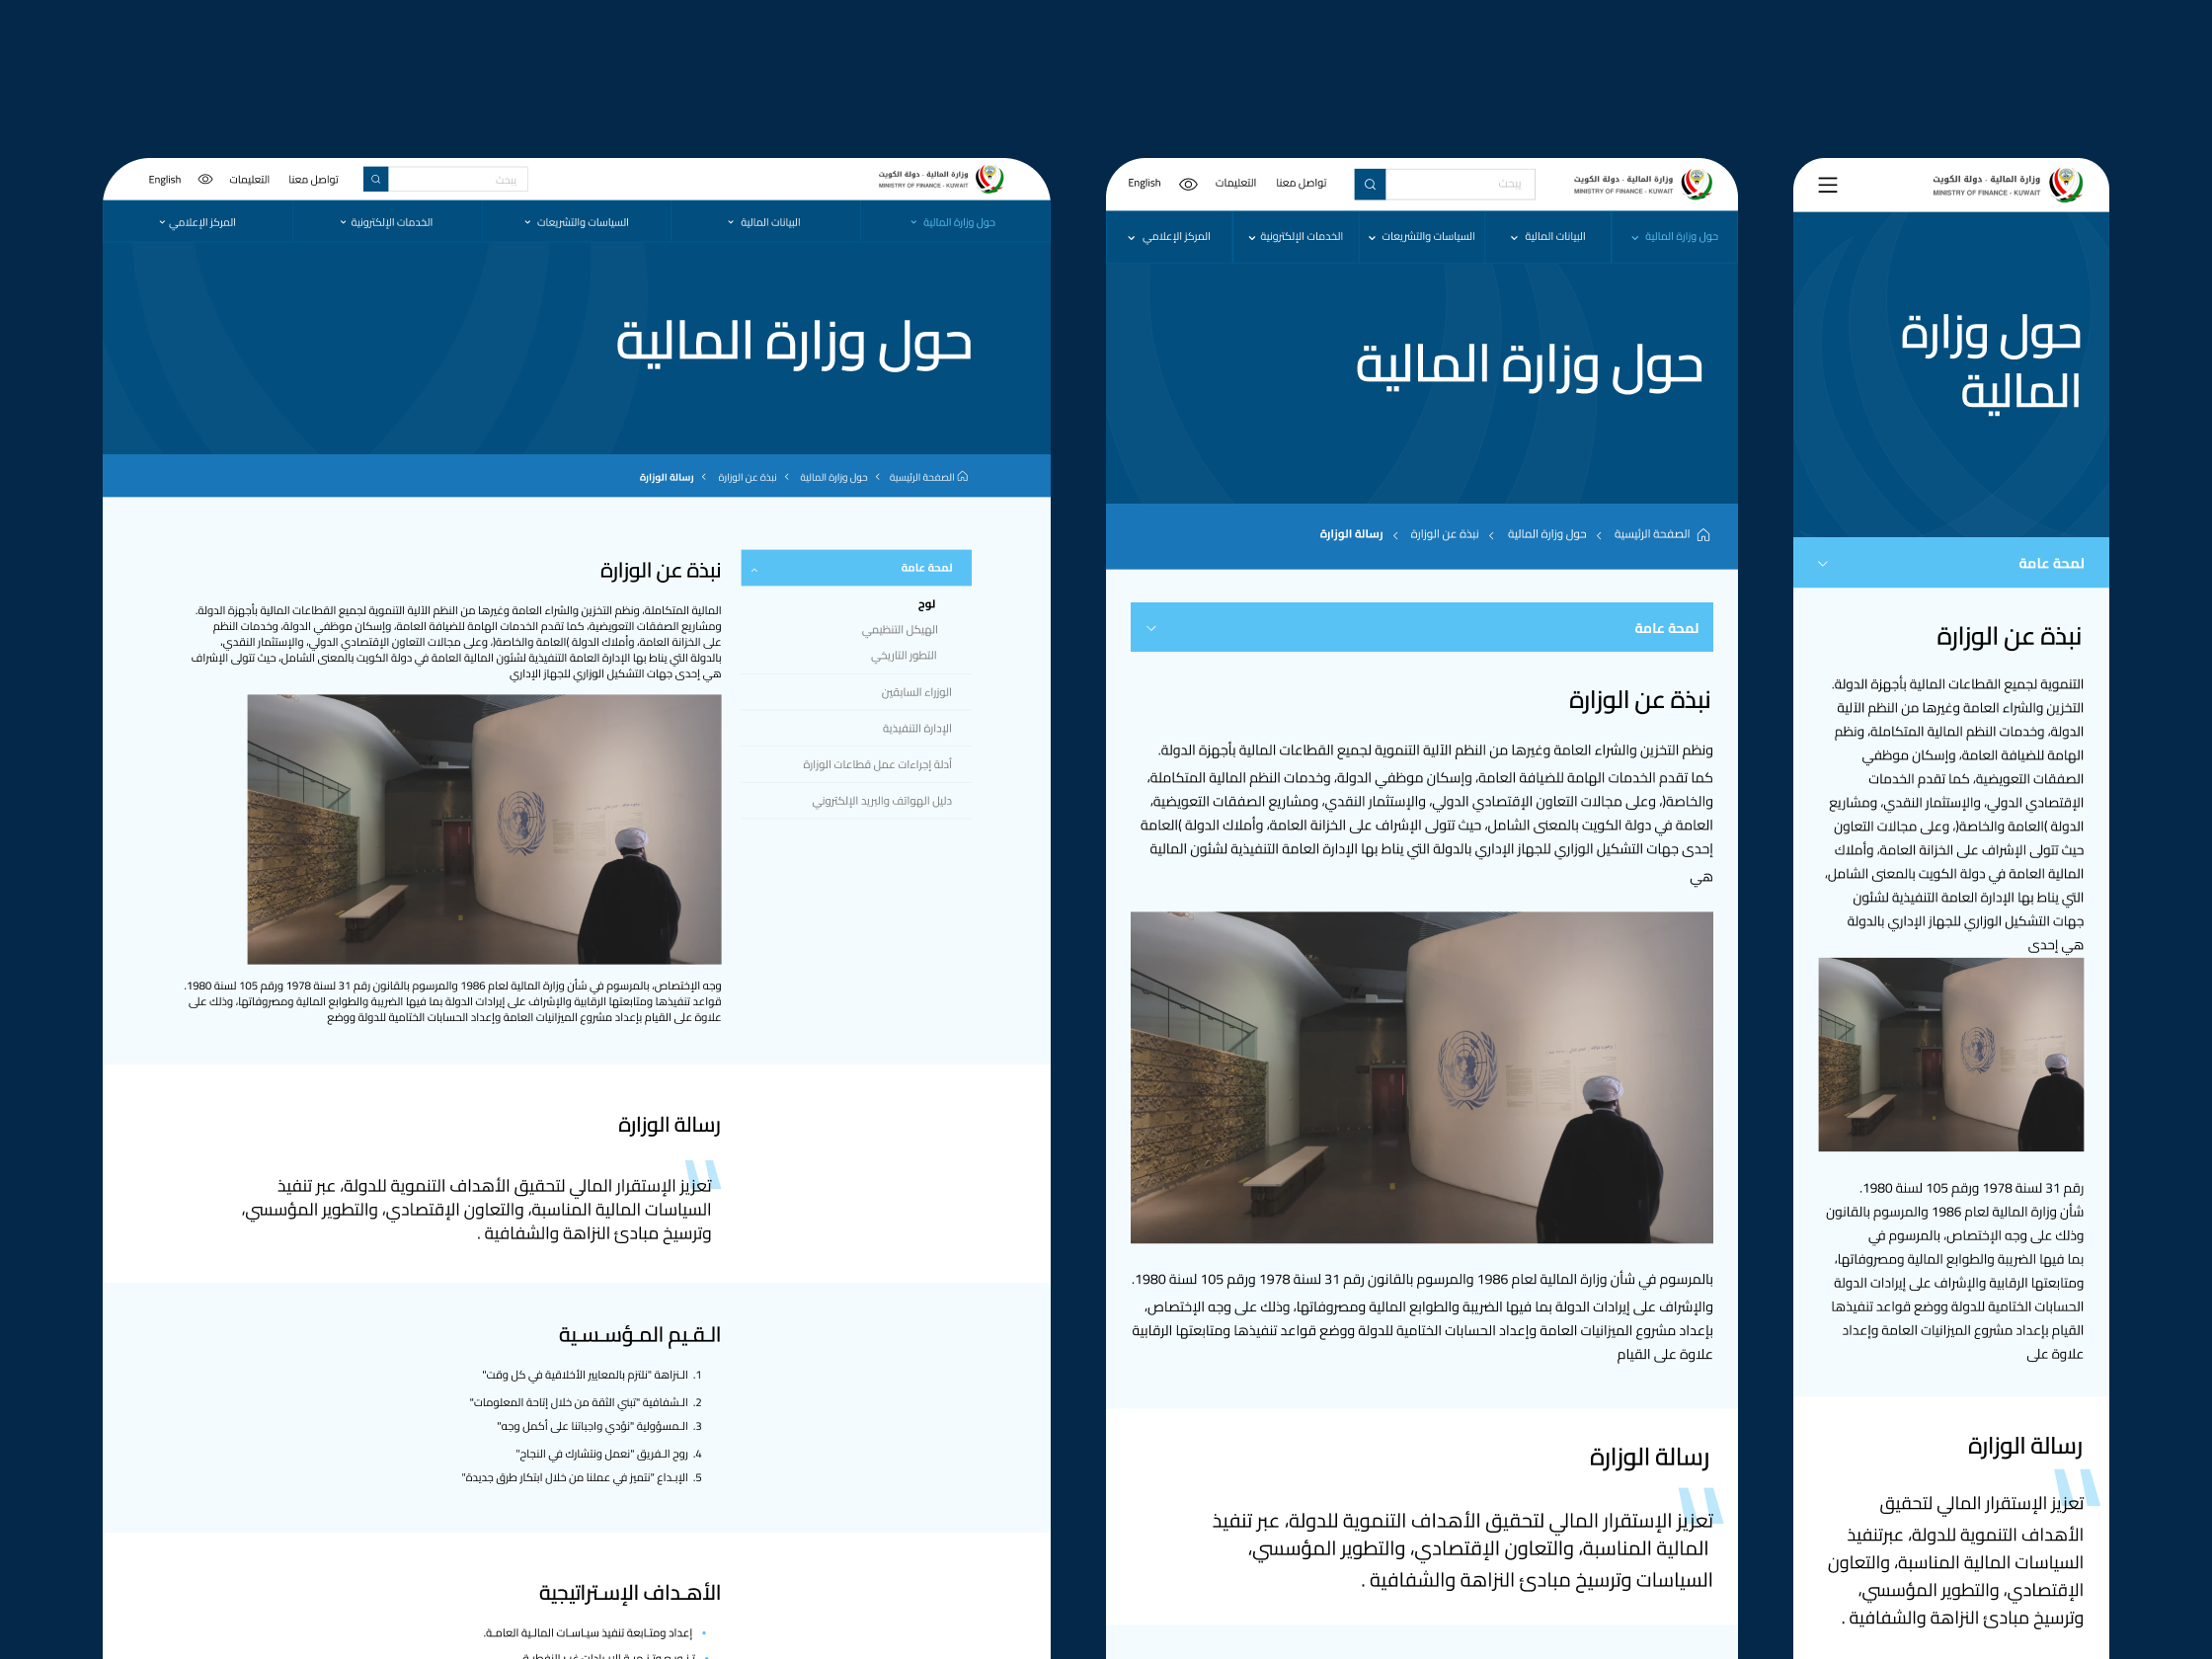 وزارة المالية - دولة الكويت
MINISTRY OF FINANCE - KUWAIT
يبحث
تواصل معنا
التعليمات
English
حول وزارة المالية
البيانات المالية
السياسات والتشريعات
الخدمات الإلكترونية
المركز الإعلامي
حول وزارة المالية
الصفحة الرئيسية
حول وزارة المالية
نبذة عن الوزارة
رسالة الوزارة
لمحة عامة
لوح
الهيكل التنظيمي
التطور التاريخي
الوزراء السابقين
الإدارة التنفيذية
أدلة إجراءات عمل قطاعات الوزارة
دليل الهواتف والبريد الإلكتروني
نبذة عن الوزارة
المالية المتكاملة، ونظم التخزين والشراء العامة وغيرها من النظم الآلية التنموية لجميع القطاعات المالية بأجهزة الدولة.
ومشاريع الصفقات التعويضية، كما تقدم الخدمات الهامة للضيافة العامة، وإسكان موظفي الدولة، وخدمات النظم
على الخزانة العامة، وأملاك الدولة )العامة والخاصة(، وعلى مجالات التعاون الإقتصادي الدولي، والإستثمار النقدي،
بالدولة التي يناط بها الإدارة العامة التنفيذية لشئون المالية العامة في دولة الكويت بالمعنى الشامل، حيث تتولى الإشراف
هي إحدى جهات التشكيل الوزاري للجهاز الإداري
وجه الإختصاص، بالمرسوم في شأن وزارة المالية لعام 1986 والمرسوم بالقانون رقم 31 لسنة 1978 ورقم 105 لسنة 1980.
قواعد تنفيذها ومتابعتها الرقابية والإشراف على إيرادات الدولة بما فيها الضريبة والطوابع المالية ومصروفاتها، وذلك على
علاوة على القيام بإعداد مشروع الميزانيات العامة وإعداد الحسابات الختامية للدولة ووضع
رسالة الوزارة
تعزيز الإستقرار المالي لتحقيق الأهداف التنموية للدولة، عبر تنفيذ
السياسات المالية المناسبة، والتعاون الإقتصادي، والتطوير المؤسسي،
وترسيخ مبادئ النزاهة والشفافية .
الـقـيم المـؤسـسـية
1. الـنزاهة "نلتزم بالمعايير الأخلاقية في كل وقت"
2. الـشفافية "تبني الثقة من خلال إتاحة المعلومات"
3. الـمسؤولية "نؤدي واجباتنا على أكمل وجه"
4. روح الـفريق "نعمل ونتشارك في النجاح"
5. الإبـداع "نتميز في عملنا من خلال ابتكار طرق جديدة"
الأهـداف الإسـتراتيجية
إعداد ومتـابعة تنفيذ سيـاسـات المالية العامـة.
وزارة المالية - دولة الكويت
MINISTRY OF FINANCE - KUWAIT
يبحث
تواصل معنا
التعليمات
English
حول وزارة المالية
البيانات المالية
السياسات والتشريعات
الخدمات الإلكترونية
المركز الإعلامي
حول وزارة المالية
الصفحة الرئيسية
حول وزارة المالية
نبذة عن الوزارة
رسالة الوزارة
لمحة عامة
نبذة عن الوزارة
ونظم التخزين والشراء العامة وغيرها من النظم الآلية التنموية لجميع القطاعات المالية بأجهزة الدولة.
كما تقدم الخدمات الهامة للضيافة العامة، وإسكان موظفي الدولة، وخدمات النظم المالية المتكاملة،
والخاصة(، وعلى مجالات التعاون الإقتصادي الدولي، والإستثمار النقدي، ومشاريع الصفقات التعويضية،
العامة في دولة الكويت بالمعنى الشامل، حيث تتولى الإشراف على الخزانة العامة، وأملاك الدولة )العامة
إحدى جهات التشكيل الوزاري للجهاز الإداري بالدولة التي يناط بها الإدارة العامة التنفيذية لشئون المالية
هي
بالمرسوم في شأن وزارة المالية لعام 1986 والمرسوم بالقانون رقم 31 لسنة 1978 ورقم 105 لسنة 1980.
والإشراف على إيرادات الدولة بما فيها الضريبة والطوابع المالية ومصروفاتها، وذلك على وجه الإختصاص،
بإعداد مشروع الميزانيات العامة وإعداد الحسابات الختامية للدولة ووضع قواعد تنفيذها ومتابعتها الرقابية
علاوة على القيام
رسالة الوزارة
تعزيز الإستقرار المالي لتحقيق الأهداف التنموية للدولة، عبر تنفيذ
المالية المناسبة، والتعاون الإقتصادي، والتطوير المؤسسي،
السياسات وترسيخ مبادئ النزاهة والشفافية .
وزارة المالية - دولة الكويت
MINISTRY OF FINANCE - KUWAIT
حول وزارة
المالية
لمحة عامة
نبذة عن الوزارة
التنموية لجميع القطاعات المالية بأجهزة الدولة.
التخزين والشراء العامة وغيرها من النظم الآلية
الدولة، وخدمات النظم المالية المتكاملة، ونظم
الهامة للضيافة العامة، وإسكان موظفي
الصفقات التعويضية، كما تقدم الخدمات
الإقتصادي الدولي، والإستثمار النقدي، ومشاريع
الدولة )العامة والخاصة(، وعلى مجالات التعاون
حيث تتولى الإشراف على الخزانة العامة، وأملاك
المالية العامة في دولة الكويت بالمعنى الشامل،
التي يناط بها الإدارة العامة التنفيذية لشئون
جهات التشكيل الوزاري للجهاز الإداري بالدولة
هي إحدى
رقم 31 لسنة 1978 ورقم 105 لسنة 1980.
شأن وزارة المالية لعام 1986 والمرسوم بالقانون
وذلك على وجه الإختصاص، بالمرسوم في
بما فيها الضريبة والطوابع المالية ومصروفاتها،
ومتابعتها الرقابية والإشراف على إيرادات الدولة
الحسابات الختامية للدولة ووضع قواعد تنفيذها
القيام بإعداد مشروع الميزانيات العامة وإعداد
علاوة على
رسالة الوزارة
تعزيز الإستقرار المالي لتحقيق
الأهداف التنموية للدولة، عبرتنفيذ
السياسات المالية المناسبة، والتعاون
الإقتصادي، والتطوير المؤسسي،
وترسيخ مبادئ النزاهة والشفافية .